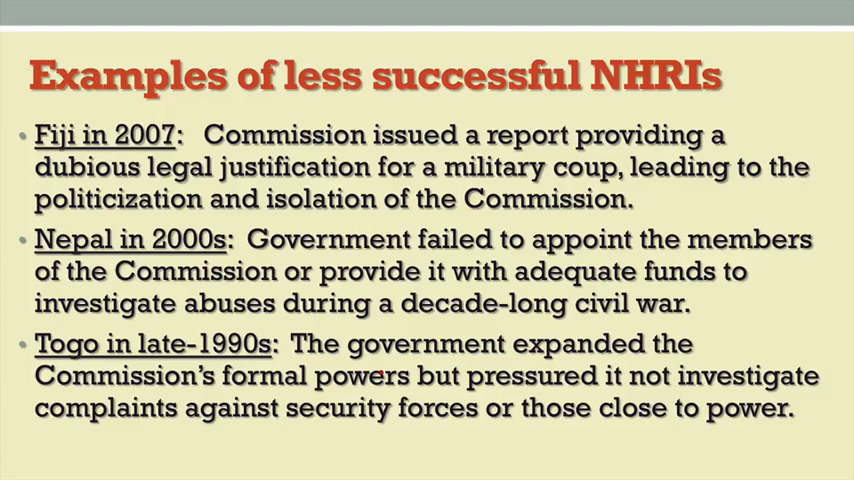 Examples of less successful NHRIs
• Fiji in 2007: Commission issued a report providing a
dubious legal justification for a military coup, leading to the
politicization and isolation of the Commission.
• Nepal in 2000s: Government failed to appoint the members
of the Commission or provide it with adequate funds to
investigate abuses during a decade-long civil war.
• Togo in late-1990s: The government expanded the
Commission's formal powers but pressured it not investigate
complaints against security forces or those close to power.